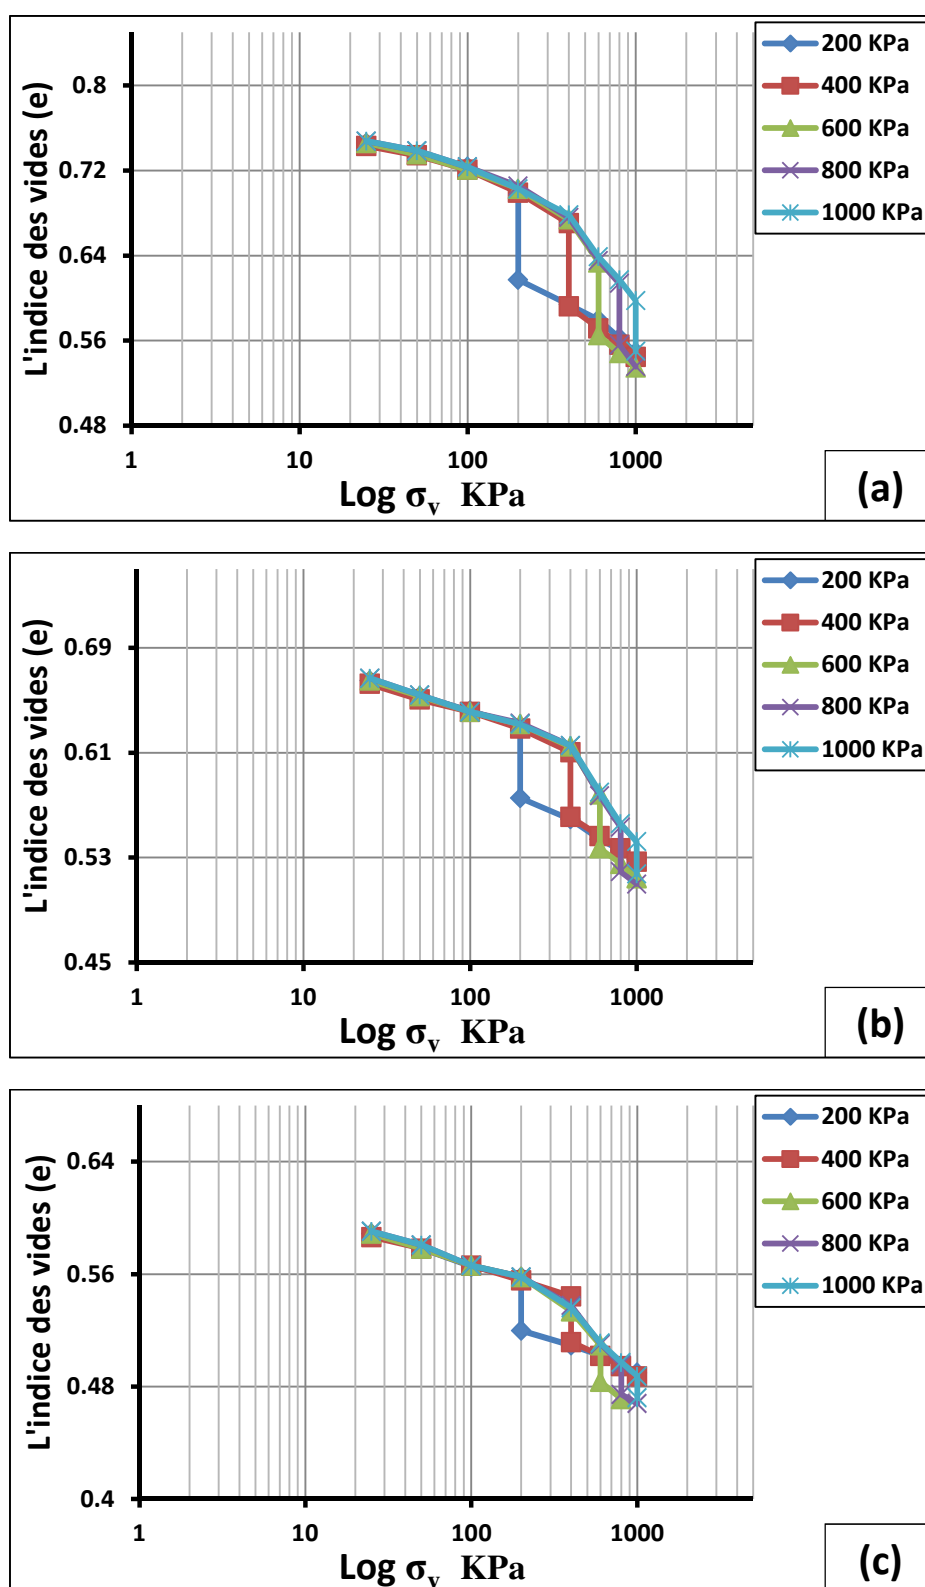 L'indice des vides (e)
0.8
0.72
0.64
0.56
0.48
1
10
100
1000
Log σv KPa
200 KPa
400 KPa
600 KPa
800 KPa
1000 KPa
(a)
L'indice des vides (e)
0.69
0.61
0.53
0.45
1
10
100
1000
Log σv KPa
200 KPa
400 KPa
600 KPa
800 KPa
1000 KPa
(b)
L'indice des vides (e)
0.64
0.56
0.48
0.4
1
10
100
1000
Log σv KPa
200 KPa
400 KPa
600 KPa
800 KPa
1000 KPa
(c)